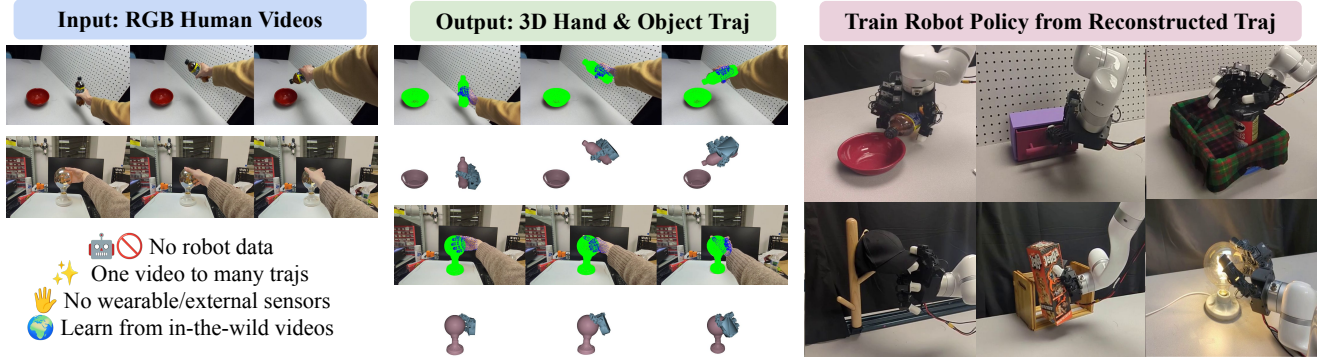 Input: RGB Human Videos
Output: 3D Hand & Object Traj
Train Robot Policy from Reconstructed Traj
🤖🚫 No robot data
✨ One video to many trajs
🖐 No wearable/external sensors
🌍 Learn from in-the-wild videos